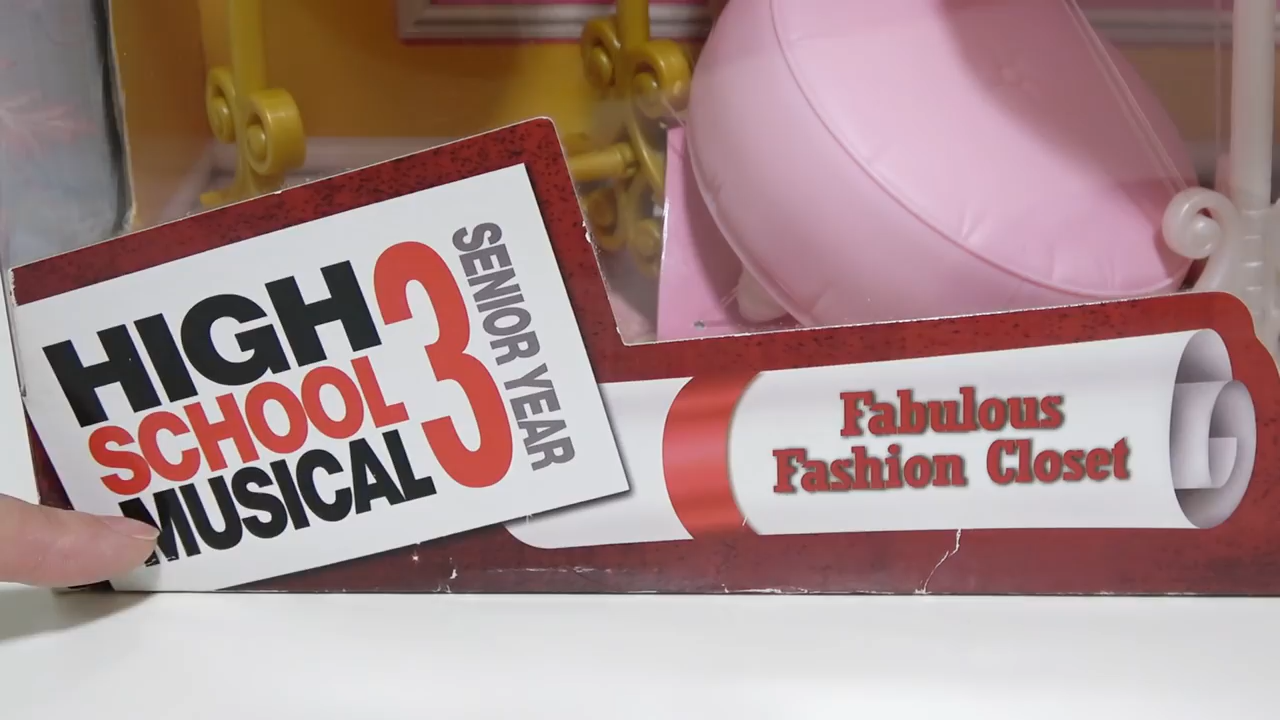 HIGH
SCHOOL
MUSICAL
3
SENIOR YEAR
Fabulous
Fashion Closet